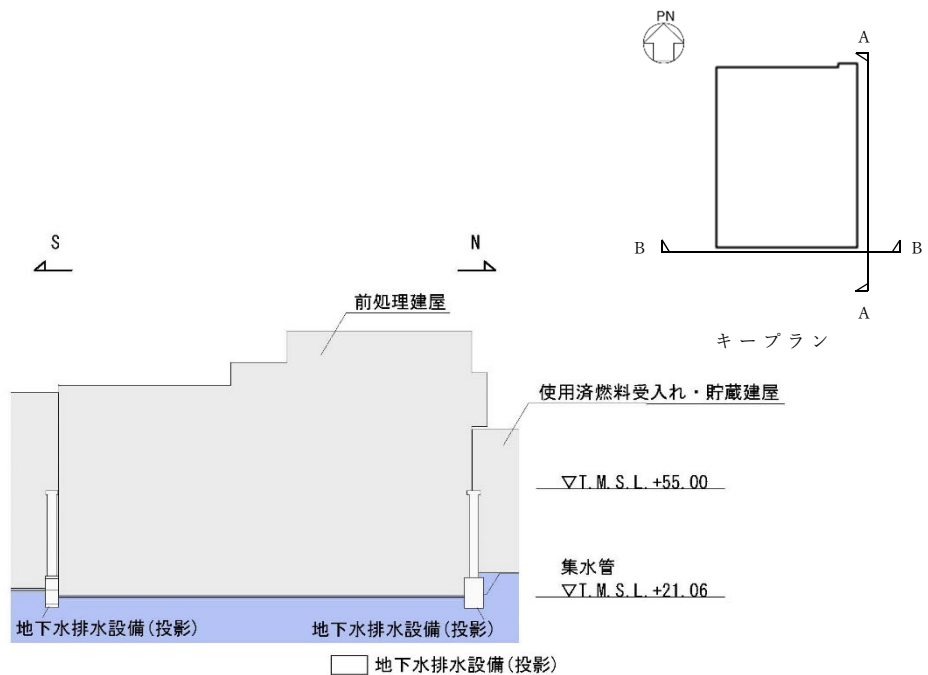 PN
A
B
B
A
キープラン
S
N
前処理建屋
使用済燃料受入れ・貯蔵建屋
▽T.M.S.L.+55.00
集水管
▽T.M.S.L.+21.06
地下水排水設備(投影)
地下水排水設備(投影)
地下水排水設備(投影)